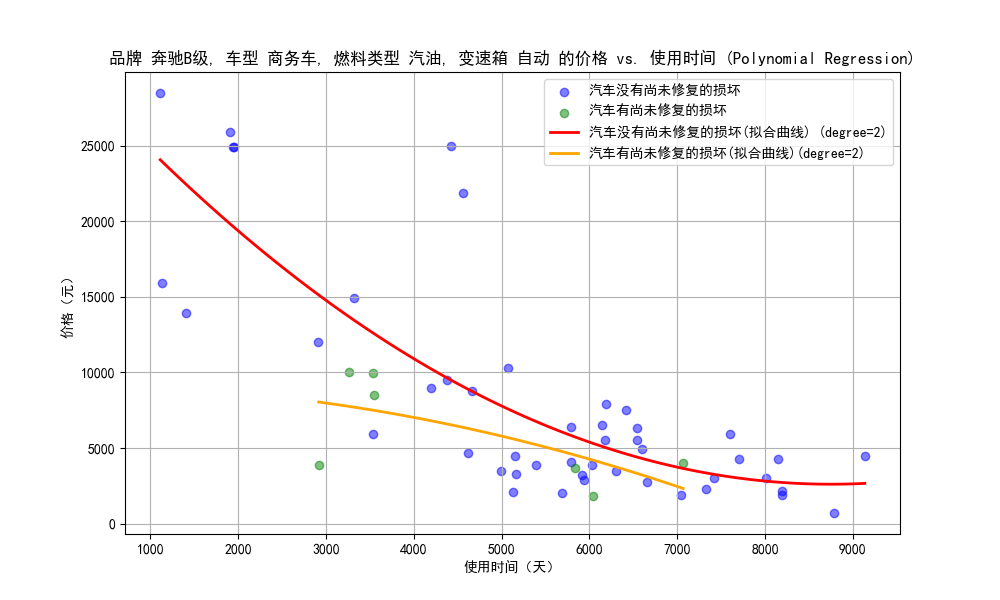 品牌 奔驰B级, 车型 商务车, 燃料类型 汽油, 变速箱 自动 的价格 vs. 使用时间 (Polynomial Regression)
汽车没有尚未修复的损坏
汽车有尚未修复的损坏
汽车没有尚未修复的损坏(拟合曲线) (degree=2)
汽车有尚未修复的损坏(拟合曲线)(degree=2)
价格（元）
25000
20000
15000
10000
5000
0
1000 2000 3000 4000 5000 6000 7000 8000 9000
使用时间（天）